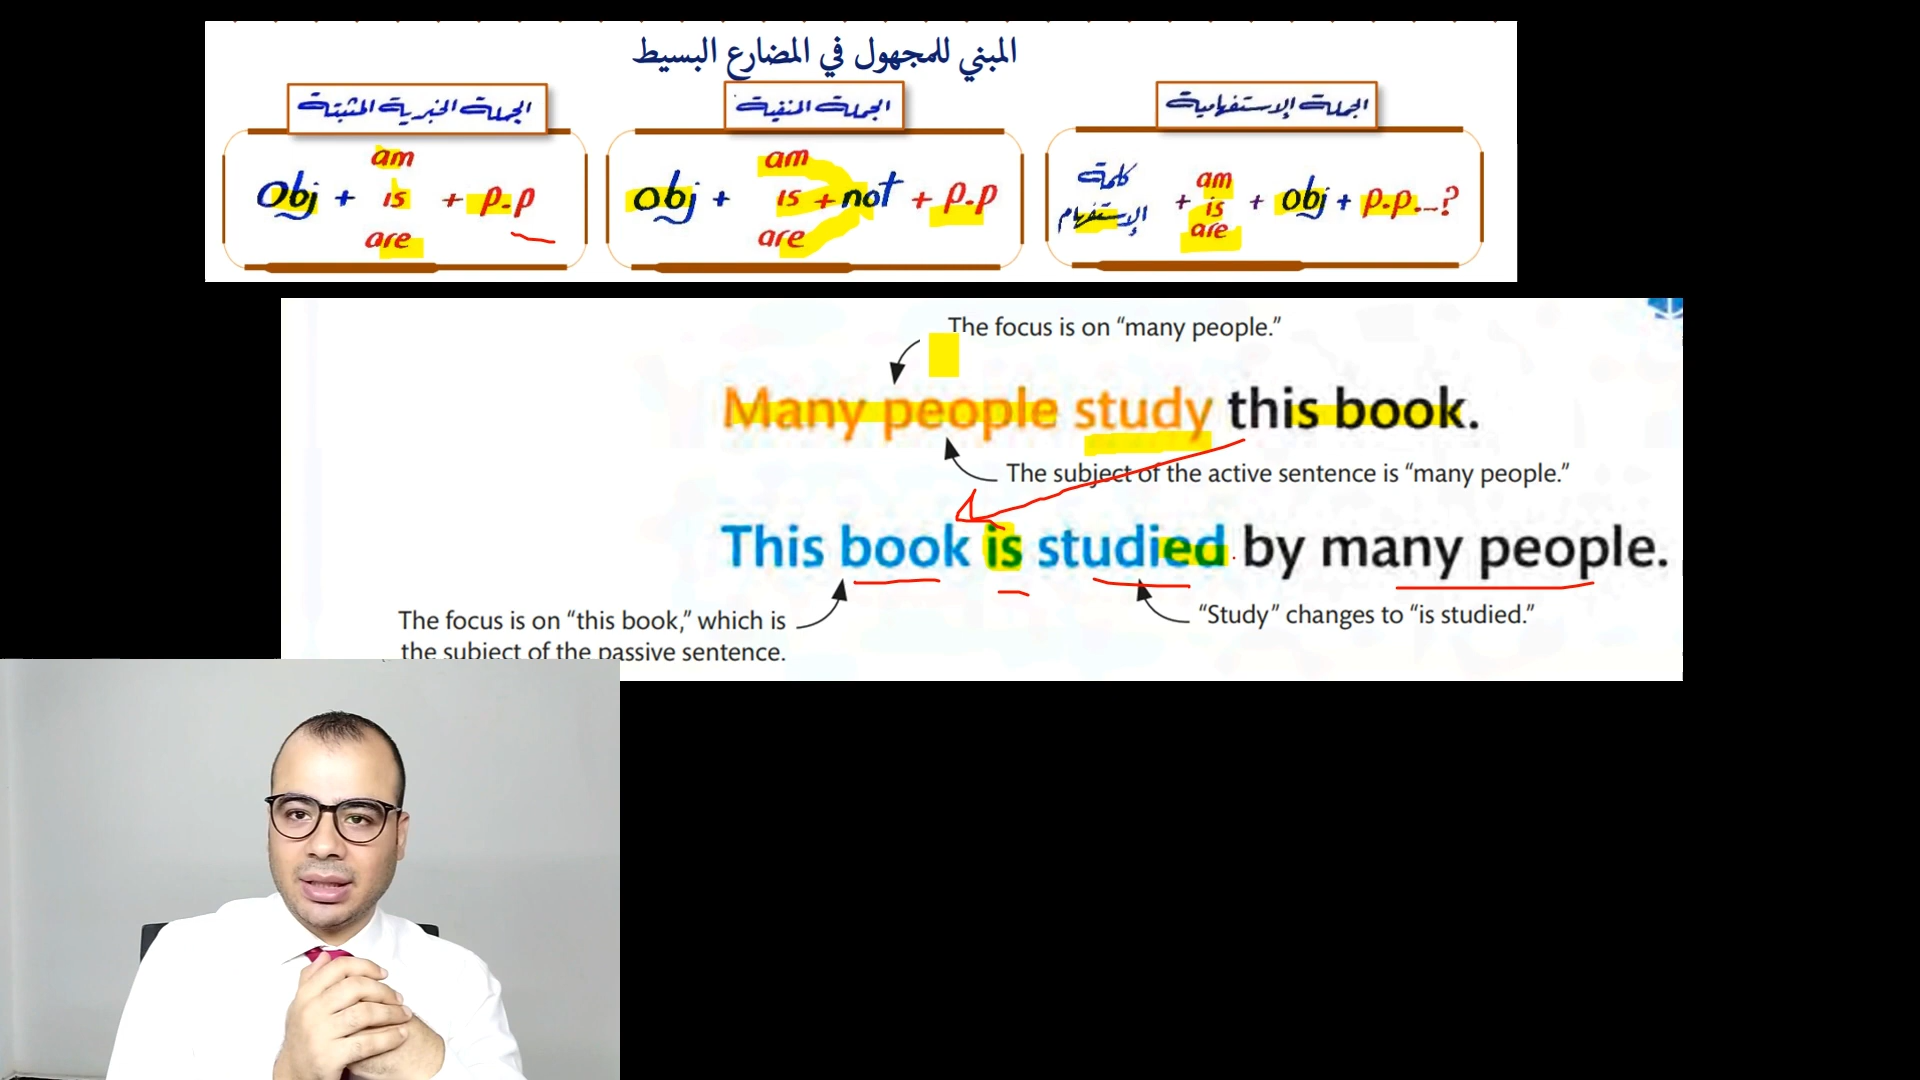 المبني للمجهول في المضارع البسيط
الجملة الخبرية المثبتة
الجملة المنفية
الجملة الإستفهامية
Obj + am is are + p.p
obj + am is are + not + p.p
كلمة الإستفهام + am is are + obj + p.p...?
The focus is on “many people.”
Many people study this book.
The subject of the active sentence is “many people.”
This book is studied by many people.
The focus is on “this book,” which is
the subject of the passive sentence.
“Study” changes to “is studied.”